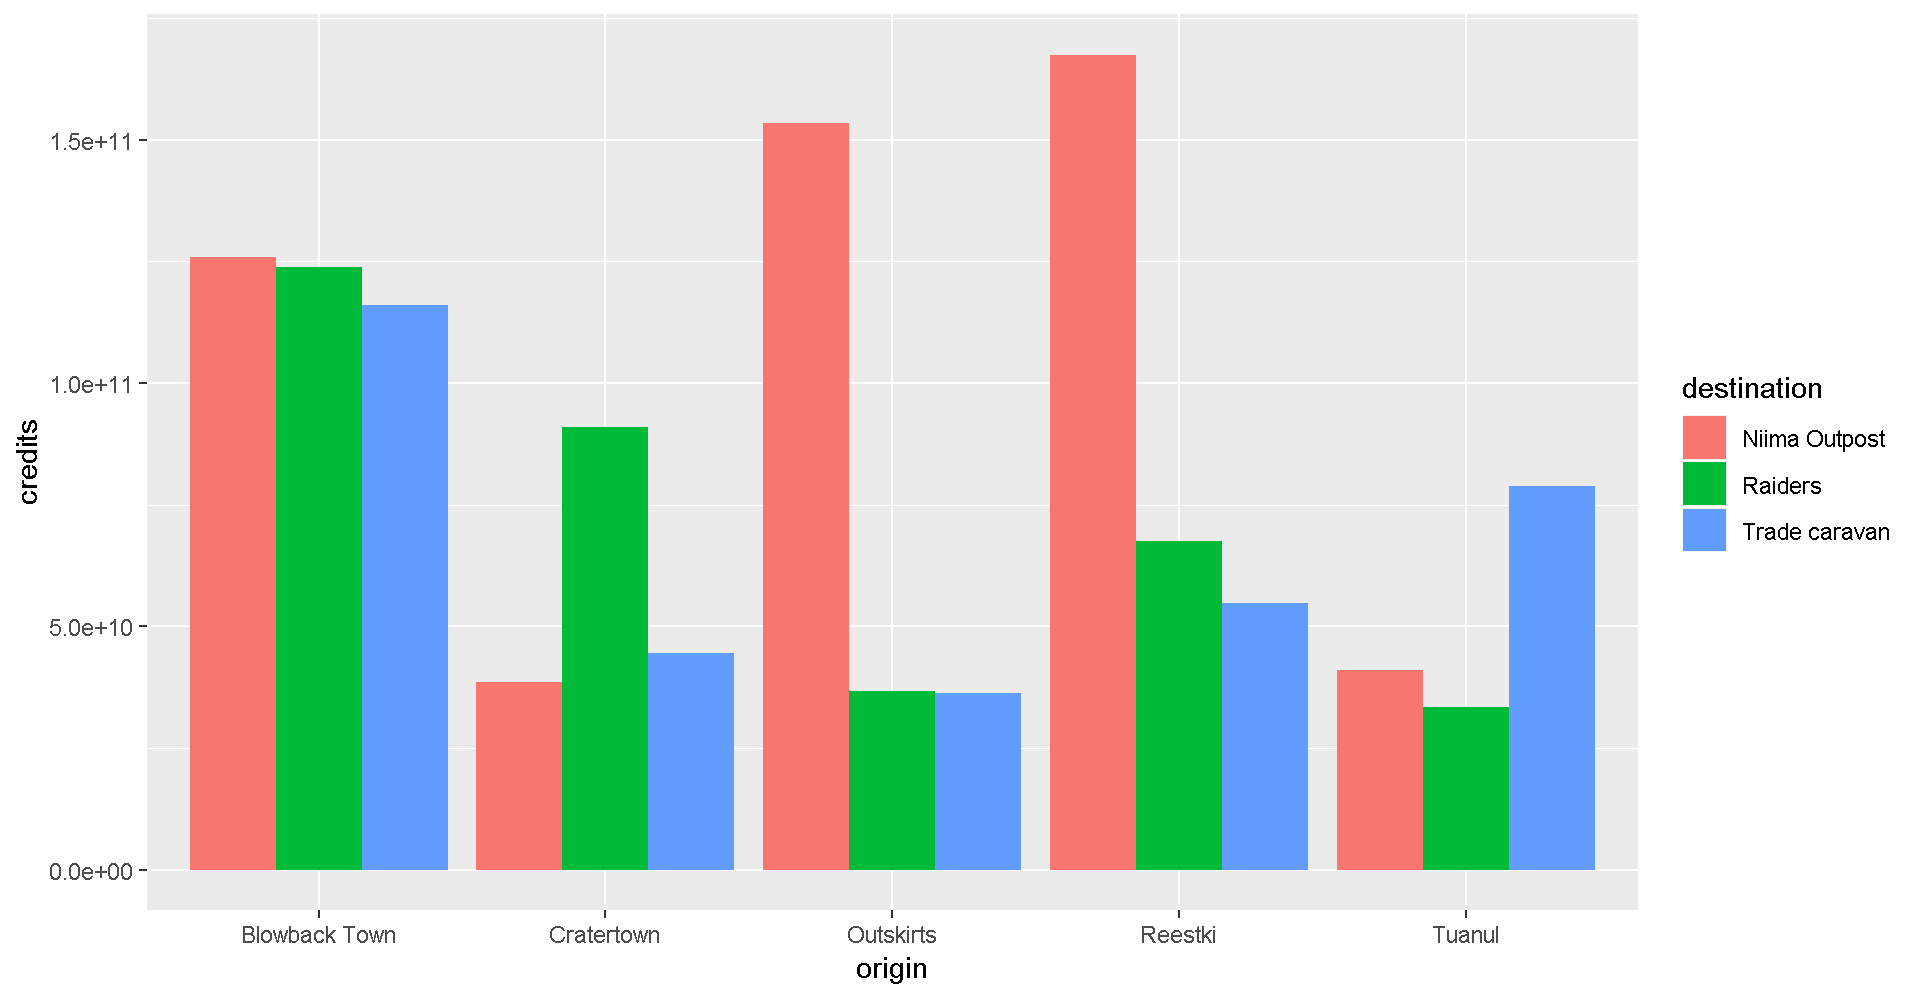 1.5e+11
1.0e+11
5.0e+10
0.0e+00
credits
Blowback Town
Cratertown
Outskirts
Reestki
Tuanul
origin
destination
Niima Outpost
Raiders
Trade caravan